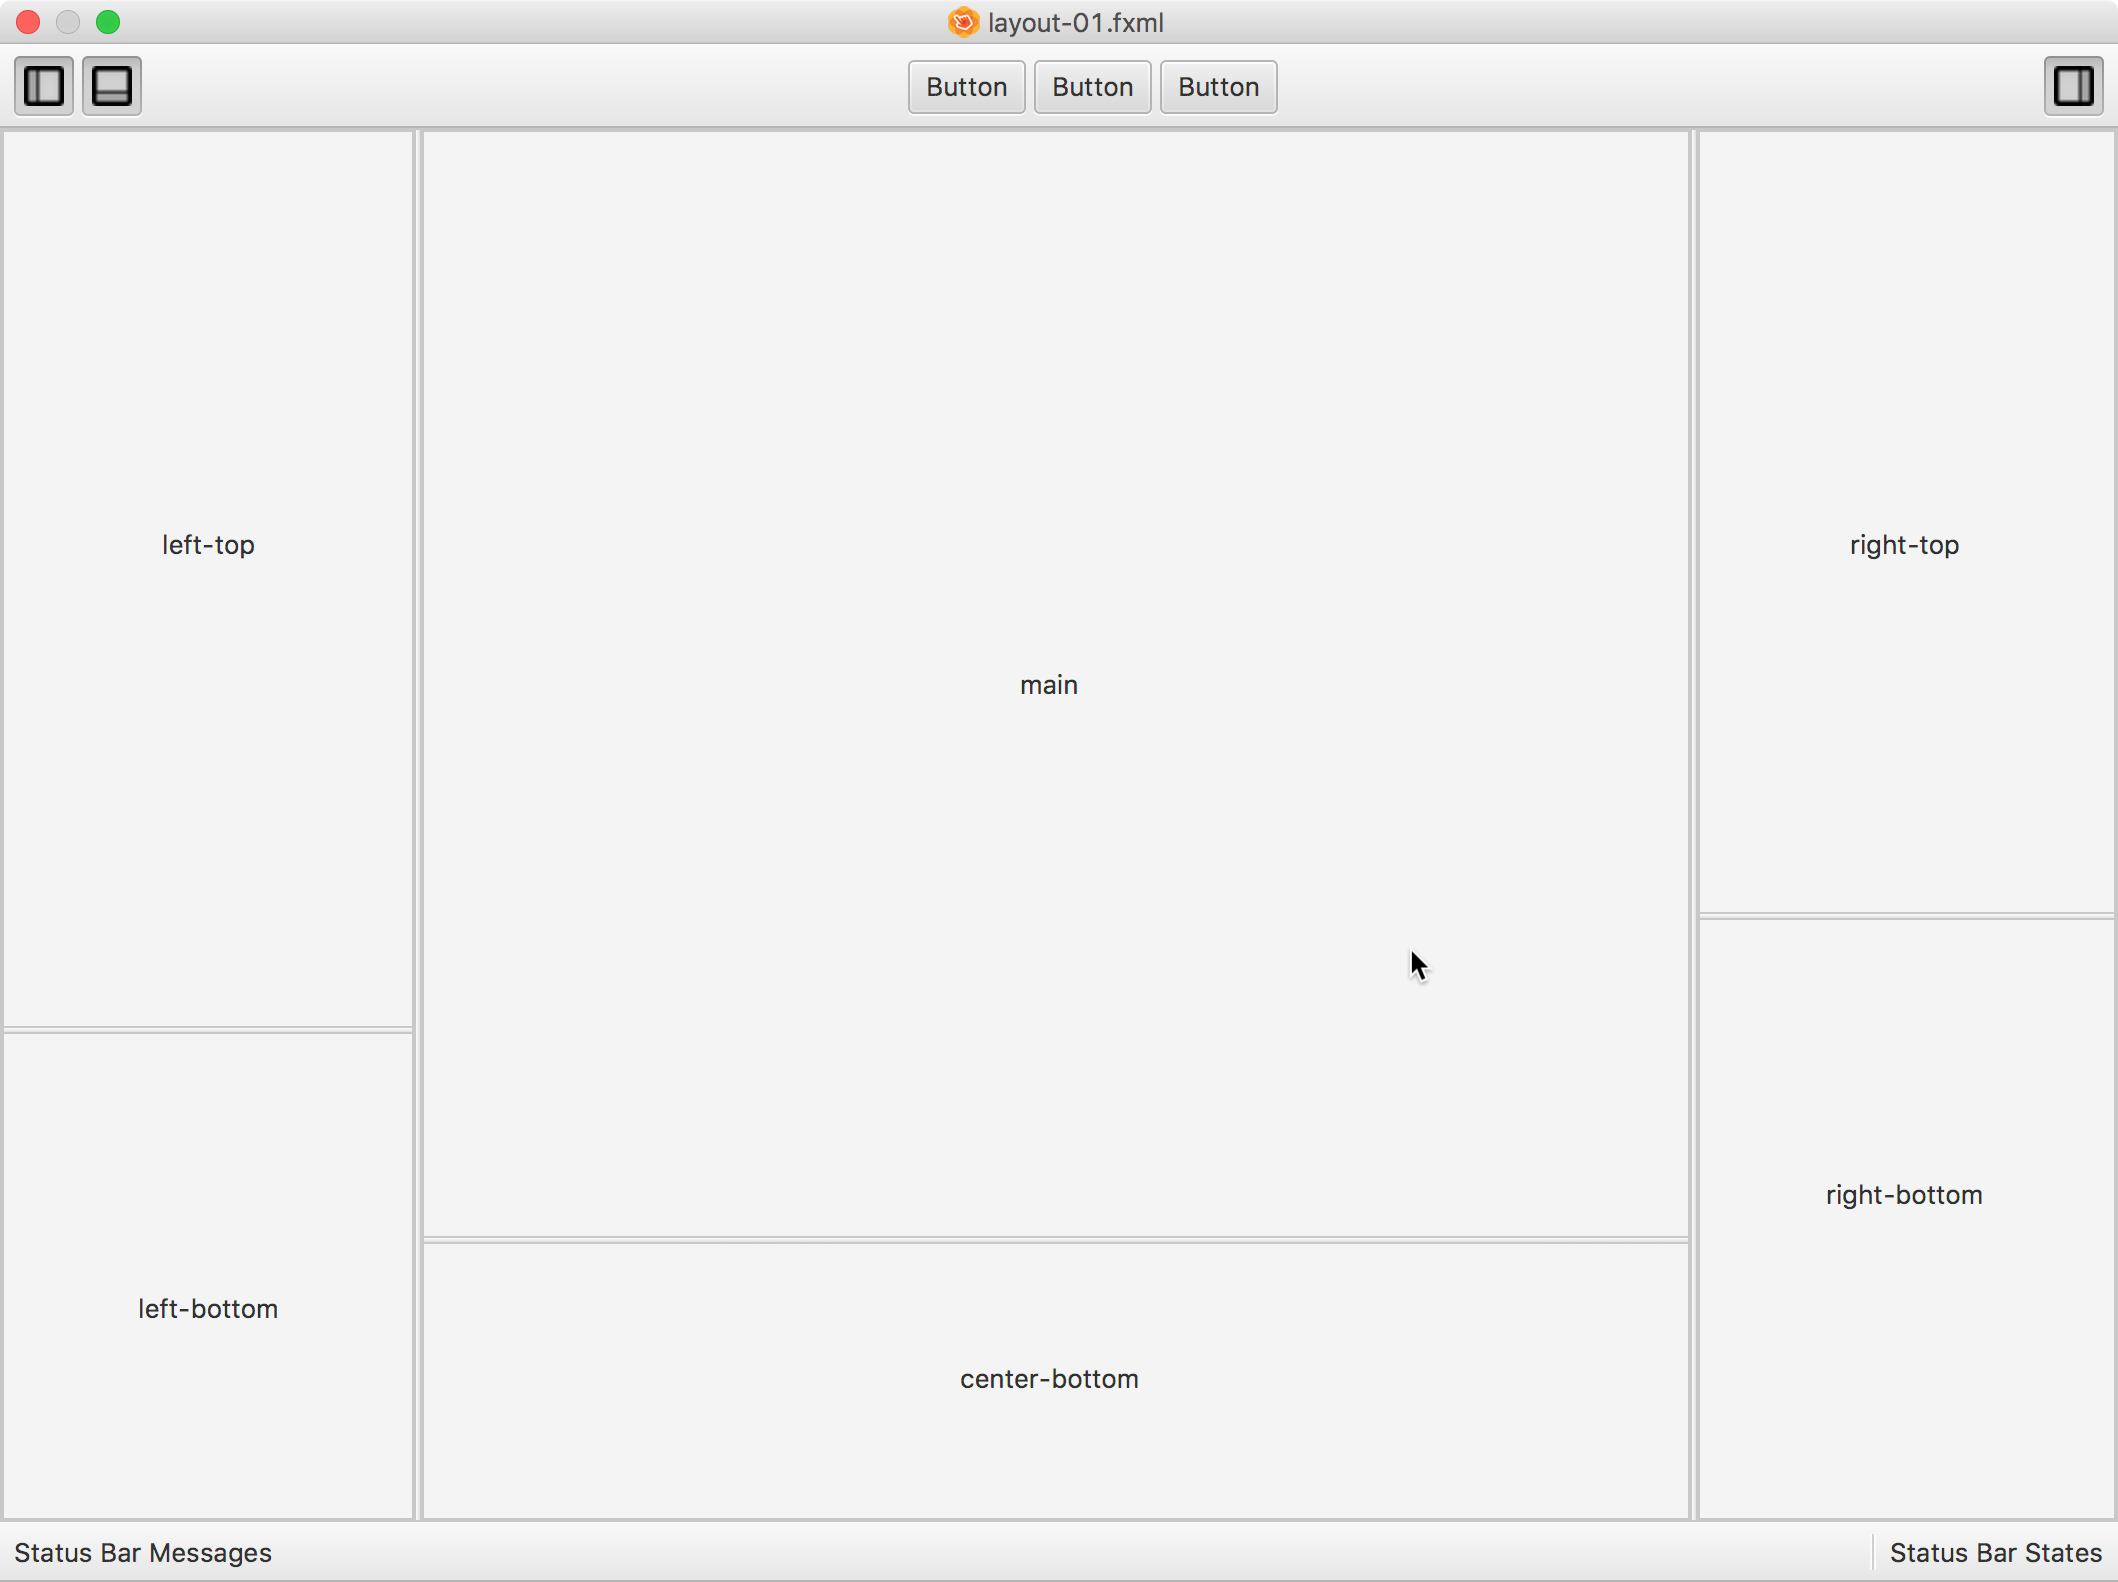 layout-01.fxml
Button Button Button
left-top
right-top
main
right-bottom
left-bottom
center-bottom
Status Bar Messages
Status Bar States